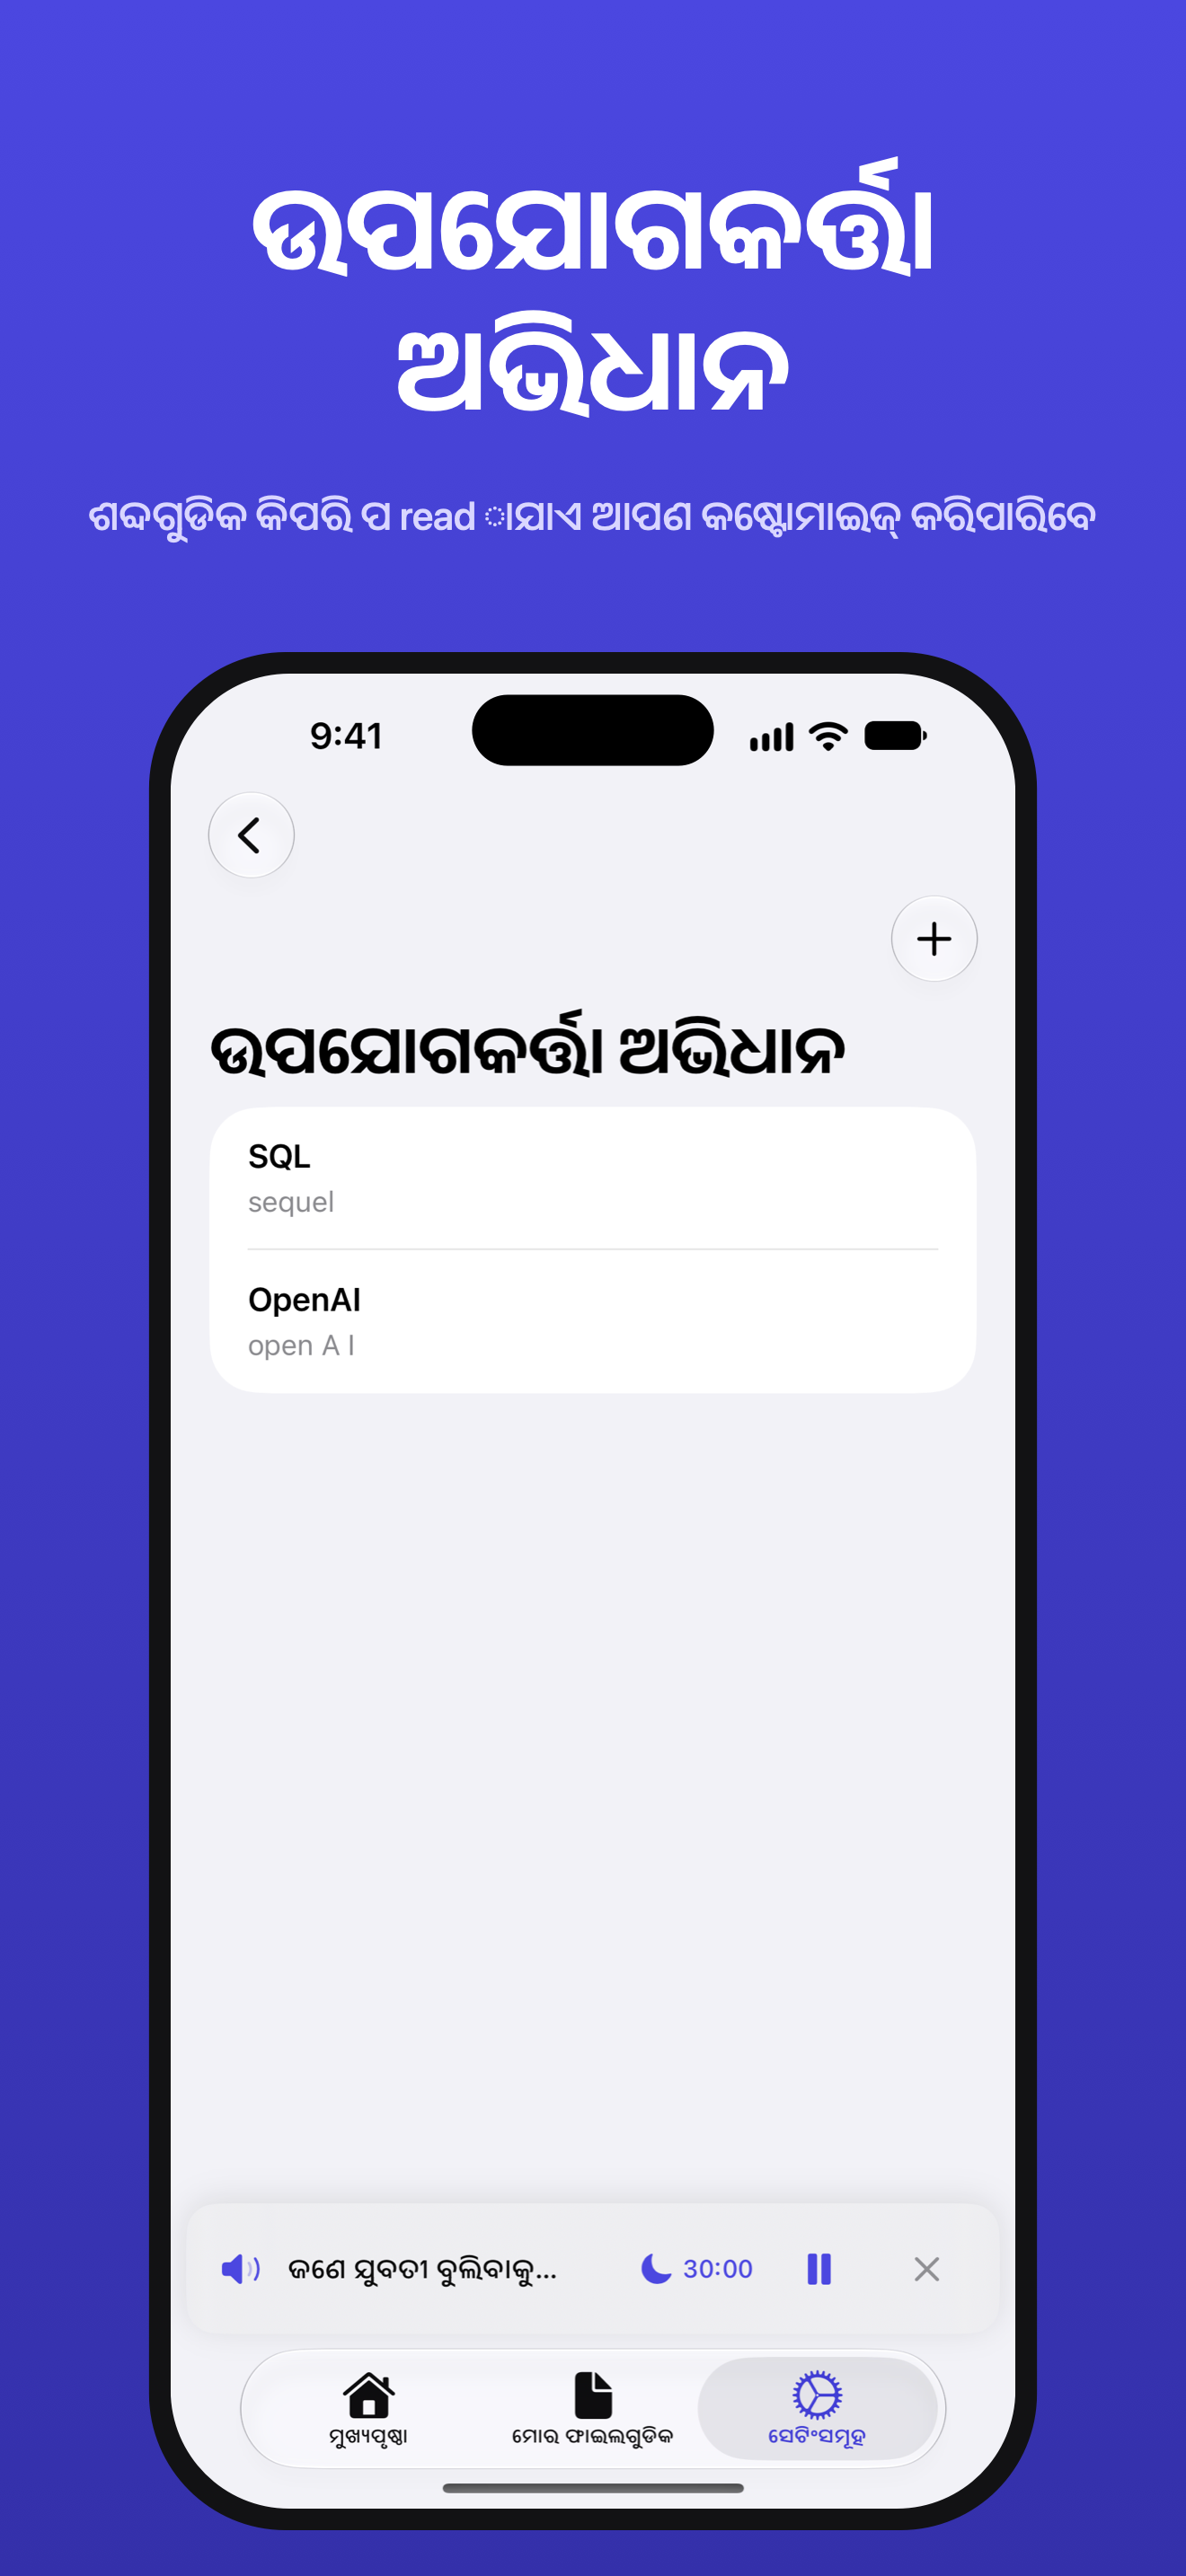 ଉପଯୋଗକର୍ତ୍ତା
ଅଭିଧାନ
ଶବ୍ଦଗୁଡିକ କିପରି ପ read ାଯାଏ ଆପଣ କଷ୍ଟୋମାଇଜ୍ କରିପାରିବେ
9:41
ଉପଯୋଗକର୍ତ୍ତା ଅଭିଧାନ
SQL
sequel
OpenAI
open A I
ଜଣେ ଯୁବତୀ ବୁଲିବାକୁ...
30:00
ମୁଖ୍ୟପୃଷ୍ଠା
ମୋର ଫାଇଲଗୁଡିକ
ସେଟିଂସମୂହ